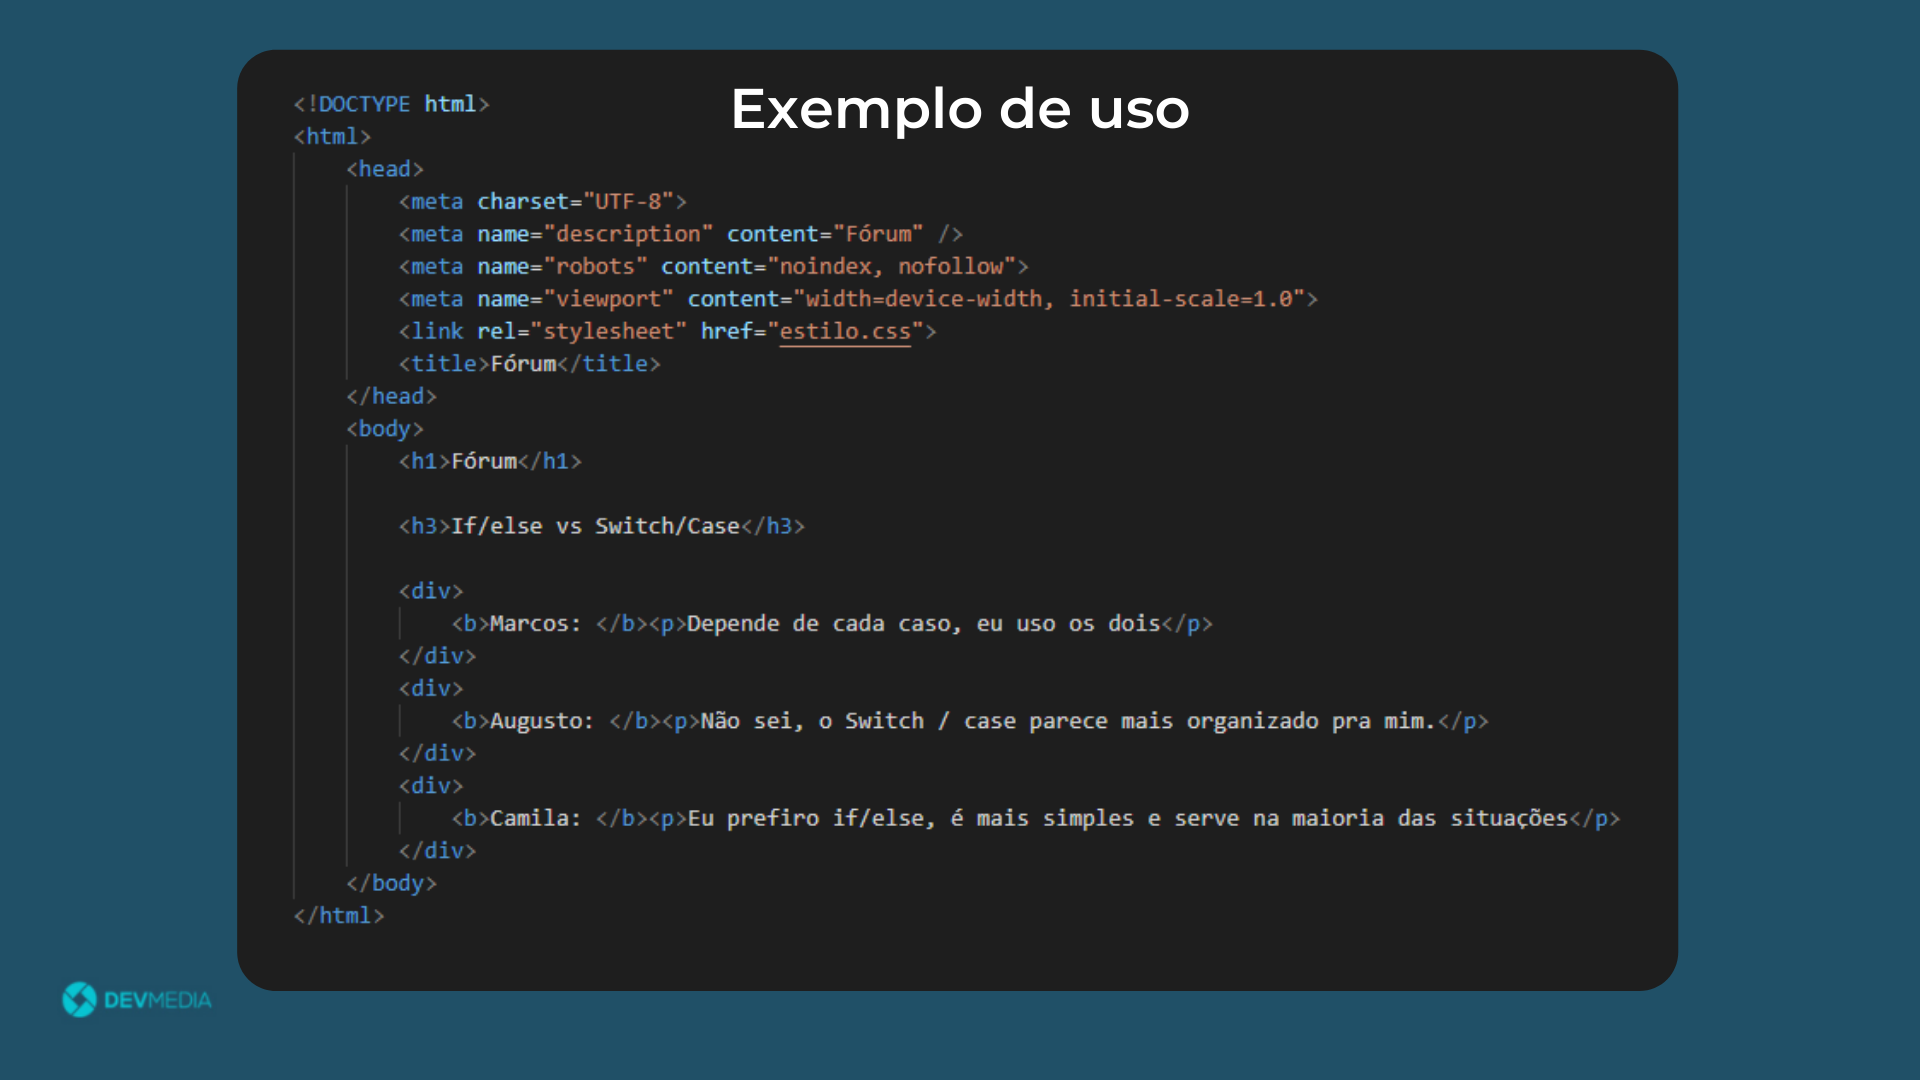 Exemplo de uso
<!DOCTYPE html>
<html>
<head>
<meta charset="UTF-8">
<meta name="description" content="Fórum" />
<meta name="robots" content="noindex, nofollow">
<meta name="viewport" content="width=device-width, initial-scale=1.0">
<link rel="stylesheet" href="estilo.css">
<title>Fórum</title>
</head>
<body>
<h1>Fórum</h1>
<h3>If/else vs Switch/Case</h3>
<div>
<b>Marcos: </b><p>Depende de cada caso, eu uso os dois</p>
</div>
<div>
<b>Augusto: </b><p>Não sei, o Switch / case parece mais organizado pra mim.</p>
</div>
<div>
<b>Camila: </b><p>Eu prefiro if/else, é mais simples e serve na maioria das situações</p>
</div>
</body>
</html>
DEVMEDIA